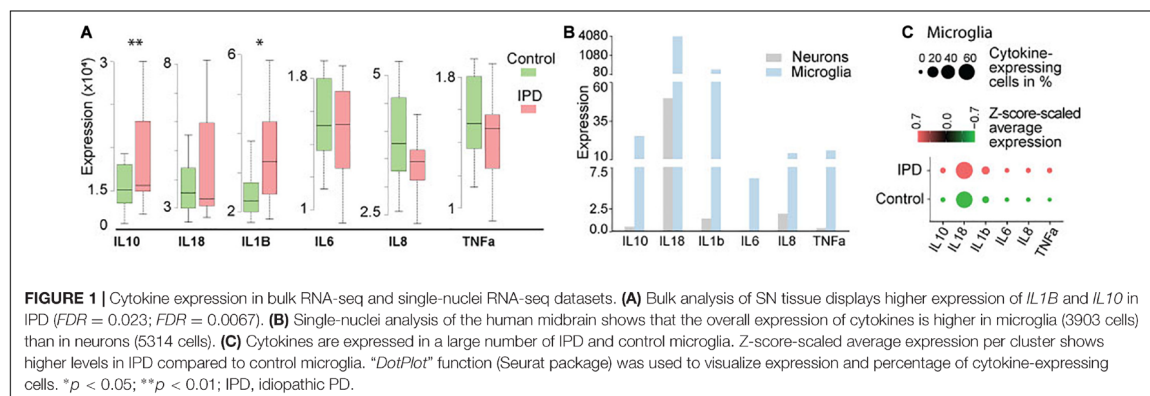 A
B
C Microglia
** *
3 8 6 1.8 5 1.8
1.5 3 2 1 2.5 1
0
Expression (x10⁴)
Control
IPD
IL10 IL18 IL1B IL6 IL8 TNFa
Expression
4080
1080
80
60
35
10
7.5
2.5
0.0
Neurons
Microglia
IL10 IL18 IL1b IL6 IL8 TNFa
0 20 40 60
Cytokine-
expressing
cells in %
0.7 0.0 -0.7
Z-score-scaled
average
expression
IPD
Control
IL10 IL18 IL1b IL6 IL8 TNFa
FIGURE 1 | Cytokine expression in bulk RNA-seq and single-nuclei RNA-seq datasets. (A) Bulk analysis of SN tissue displays higher expression of IL1B and IL10 in
IPD (FDR = 0.023; FDR = 0.0067). (B) Single-nuclei analysis of the human midbrain shows that the overall expression of cytokines is higher in microglia (3903 cells)
than in neurons (5314 cells). (C) Cytokines are expressed in a large number of IPD and control microglia. Z-score-scaled average expression per cluster shows
higher levels in IPD compared to control microglia. “DotPlot” function (Seurat package) was used to visualize expression and percentage of cytokine-expressing
cells. *p < 0.05; **p < 0.01; IPD, idiopathic PD.